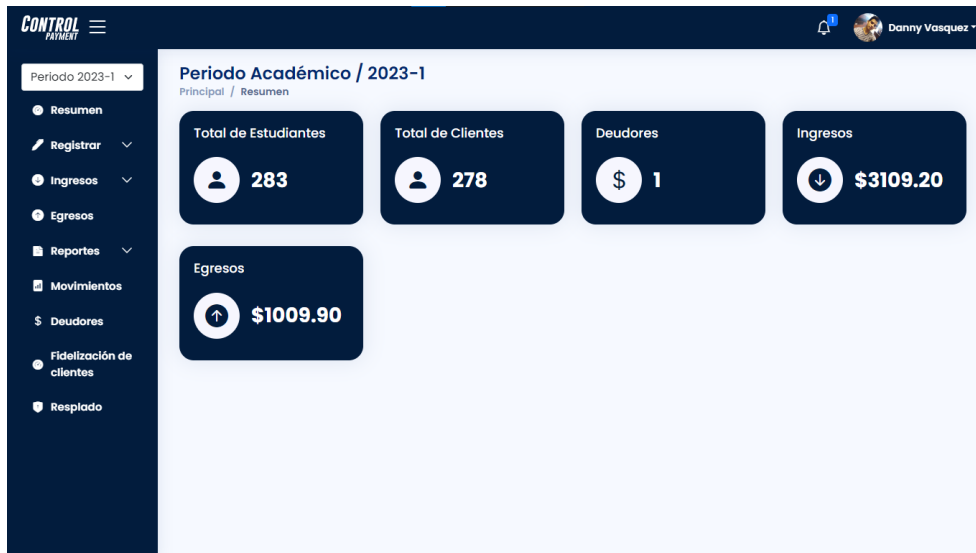 CONTROL
PAYMENT
1
Danny Vasquez
Periodo 2023-1
Resumen
Registrar
Ingresos
Egresos
Reportes
Movimientos
$ Deudores
Fidelización de
clientes
Resplado
Periodo Académico / 2023-1
Principal / Resumen
Total de Estudiantes
283
Total de Clientes
278
Deudores
$ 1
Ingresos
$3109.20
Egresos
$1009.90